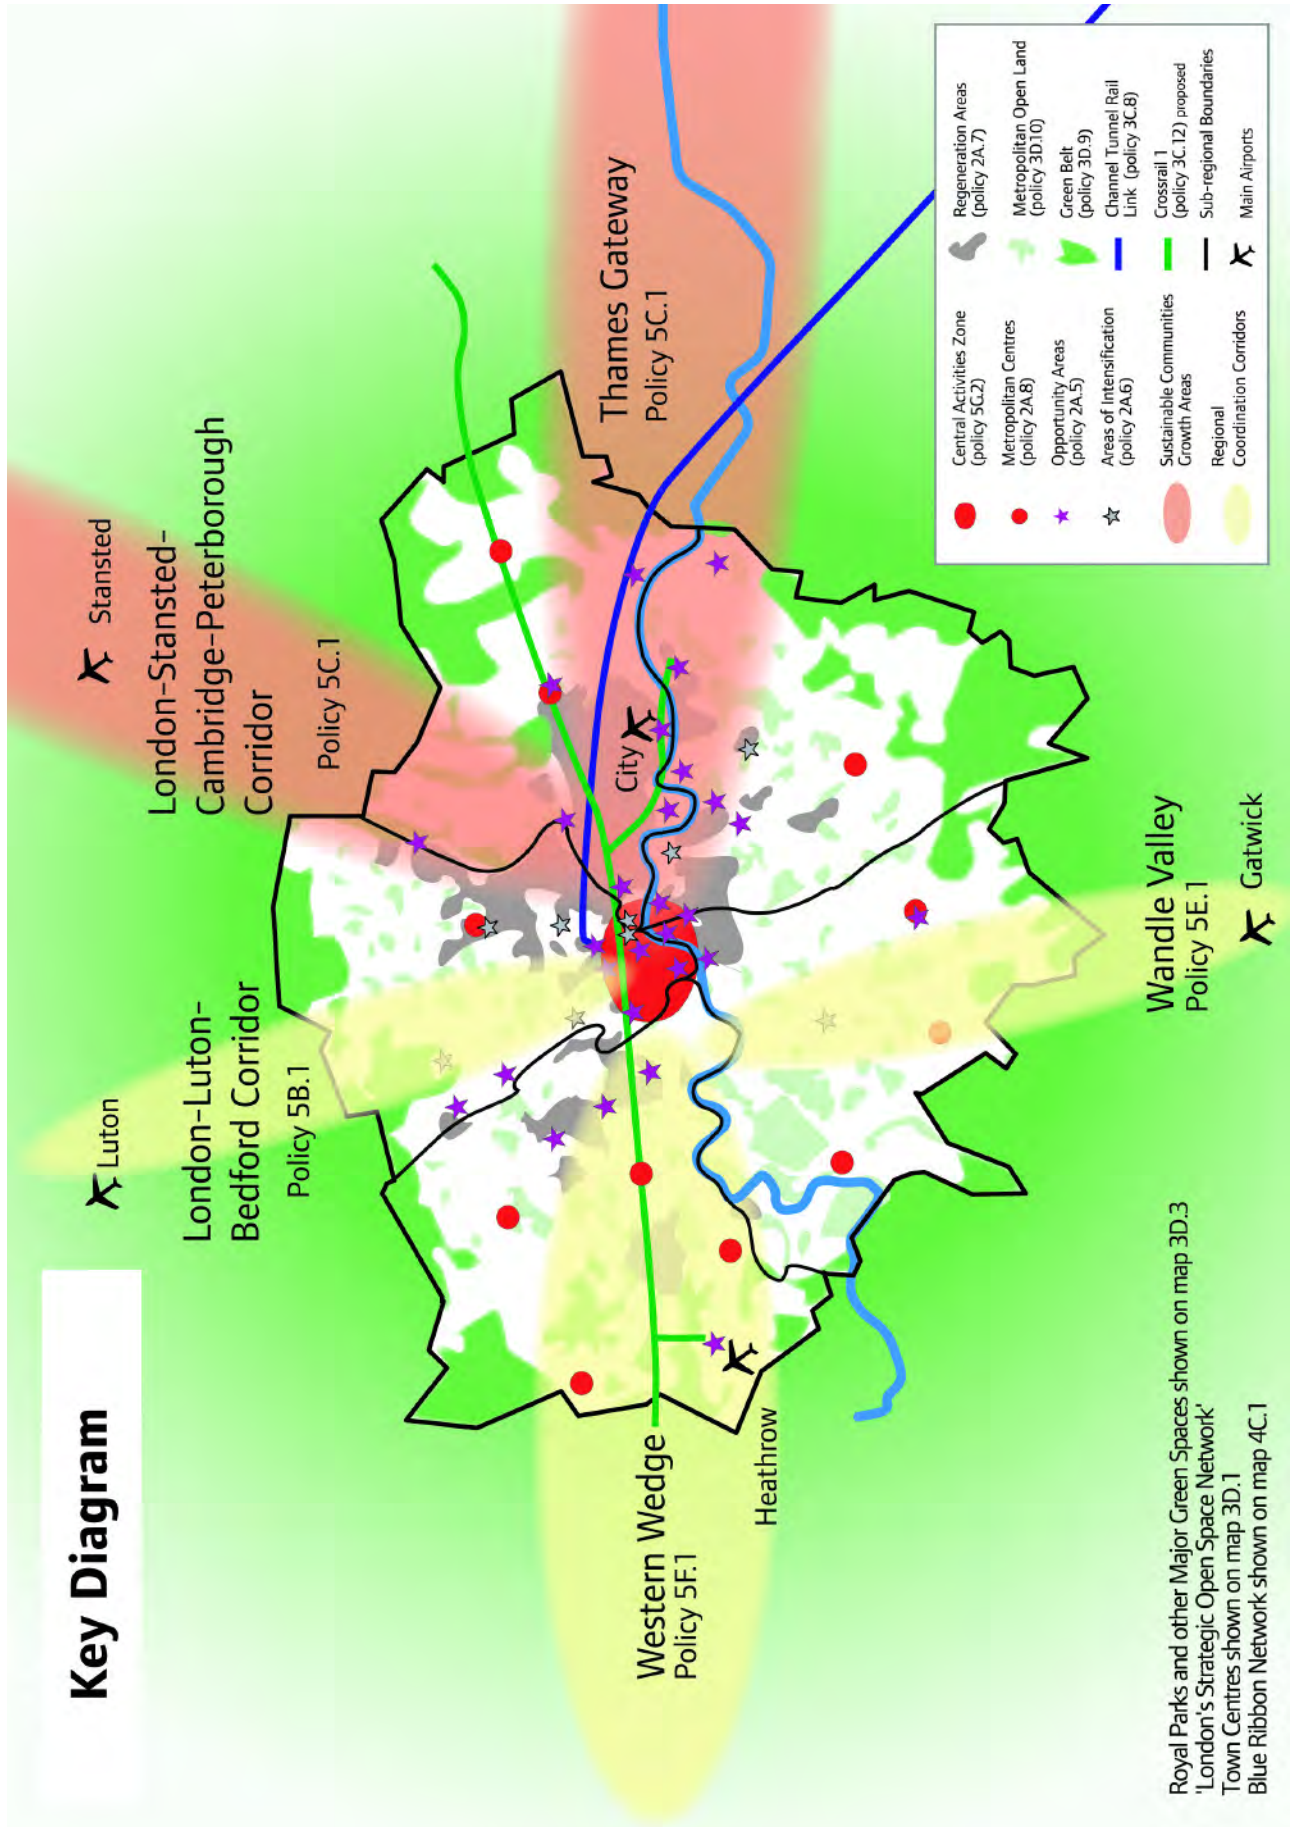 Key Diagram
Luton
London-Luton-
Bedford Corridor
Policy 5B.1
Stansted
London-Stansted-
Cambridge-Peterborough
Corridor
Policy 5C.1
Thames Gateway
Policy 5C.1
City
Western Wedge
Policy 5F.1
Heathrow
Wandle Valley
Policy 5E.1
Gatwick
Central Activities Zone
(policy 5G.2)
Metropolitan Centres
(policy 2A.8)
Opportunity Areas
(policy 2A.5)
Areas of Intensification
(policy 2A.6)
Sustainable Communities
Growth Areas
Regional
Coordination Corridors
Regeneration Areas
(policy 2A.7)
Metropolitan Open Land
(policy 3D.10)
Green Belt
(policy 3D.9)
Channel Tunnel Rail
Link (policy 3C.8)
Crossrail 1
(policy 3C.12) proposed
Sub-regional Boundaries
Main Airports
Royal Parks and other Major Green Spaces shown on map 3D.3
'London's Strategic Open Space Network'
Town Centres shown on map 3D.1
Blue Ribbon Network shown on map 4C.1